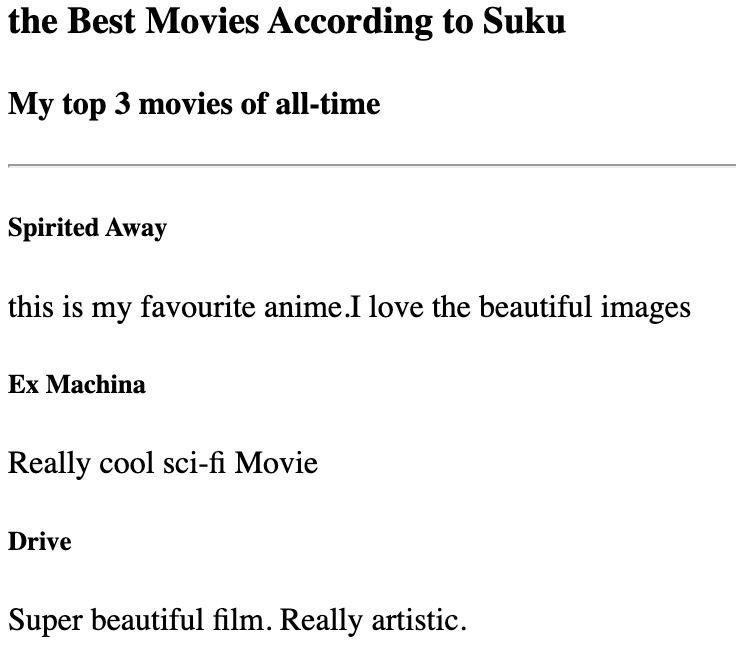 the Best Movies According to Suku
My top 3 movies of all-time
Spirited Away
this is my favourite anime.I love the beautiful images
Ex Machina
Really cool sci-fi Movie
Drive
Super beautiful film. Really artistic.